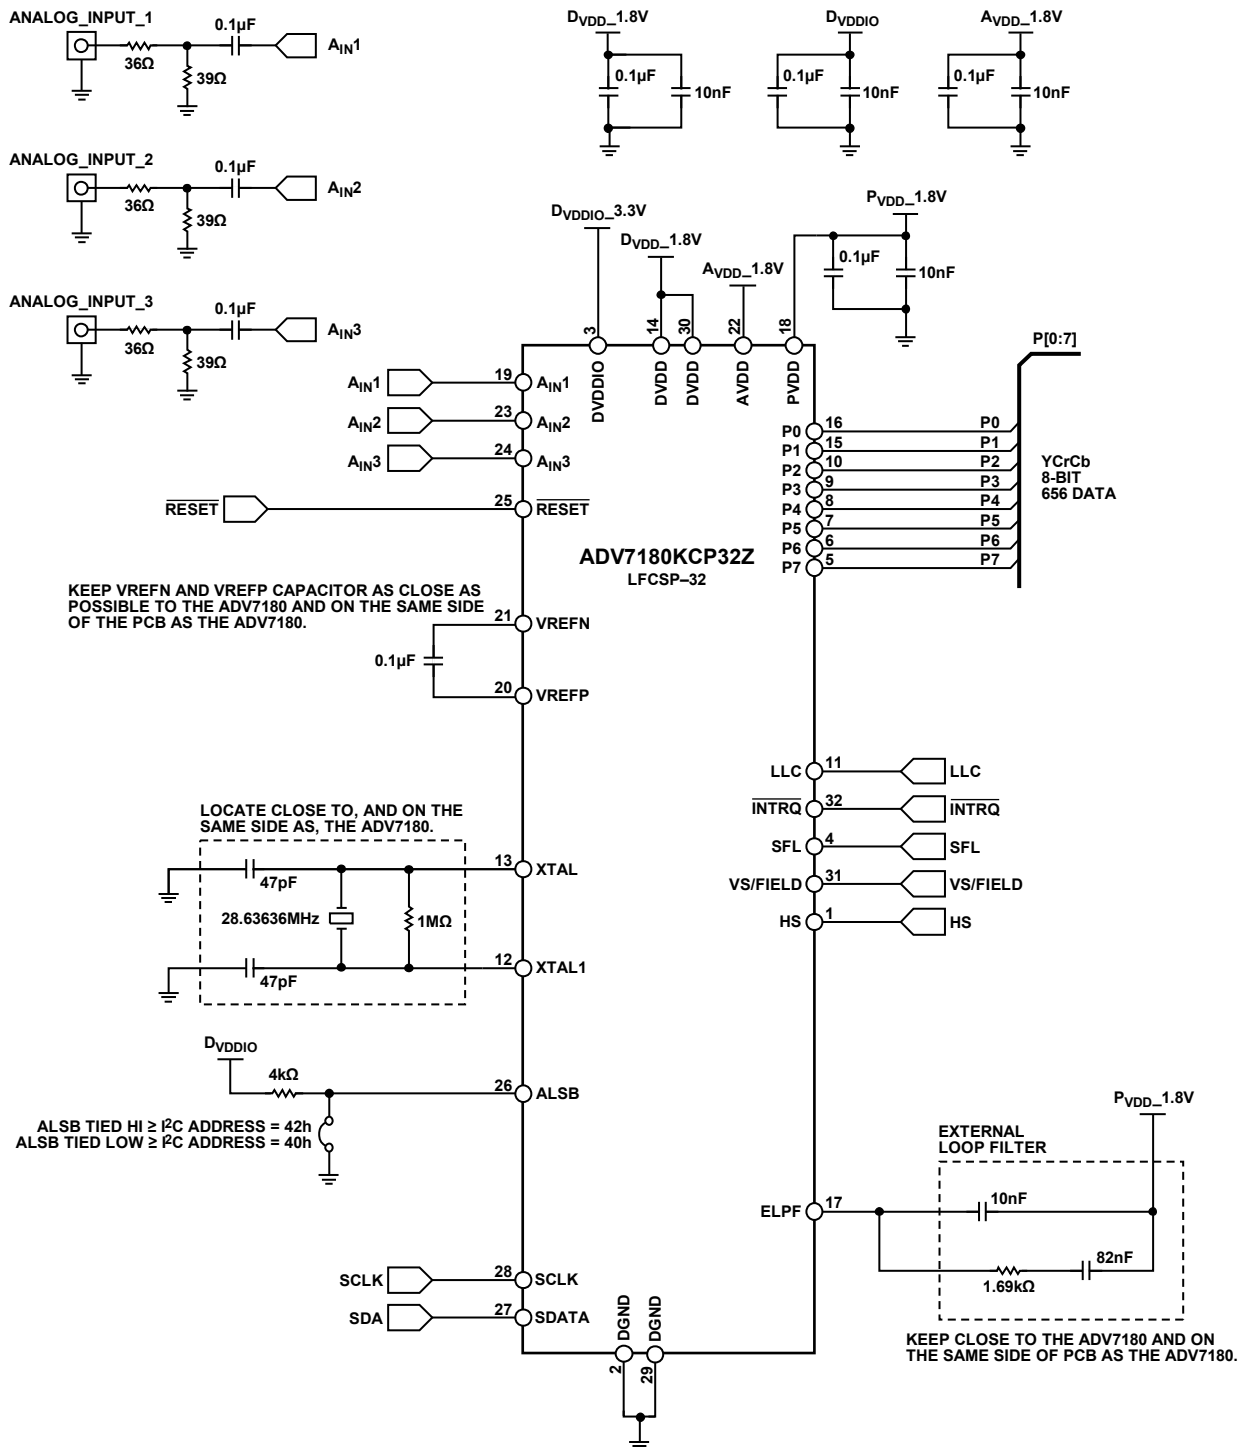 ANALOG_INPUT_1
0.1µF
36Ω
39Ω
AIN1
ANALOG_INPUT_2
0.1µF
36Ω
39Ω
AIN2
ANALOG_INPUT_3
0.1µF
36Ω
39Ω
AIN3
DVDD_1.8V
0.1µF
10nF
DVDDIO
0.1µF
10nF
AVDD_1.8V
0.1µF
10nF
DVDDIO_3.3V
DVDD_1.8V
AVDD_1.8V
PVDD_1.8V
0.1µF
10nF
3
14
30
22
18
DVDDIO
DVDD
DVDD
AVDD
PVDD
AIN1
19
AIN1
AIN2
23
AIN2
AIN3
24
AIN3
RESET
25
RESET
P[0:7]
P0
16
P0
P1
15
P1
P2
10
P2
P3
9
P3
P4
8
P4
P5
7
P5
P6
6
P6
P7
5
P7
YCrCb
8-BIT
656 DATA
ADV7180KCP32Z
LFCSP–32
KEEP VREFN AND VREFP CAPACITOR AS CLOSE AS
POSSIBLE TO THE ADV7180 AND ON THE SAME SIDE
OF THE PCB AS THE ADV7180.
21
VREFN
0.1µF
20
VREFP
LLC
11
LLC
INTRQ
32
INTRQ
SFL
4
SFL
VS/FIELD
31
VS/FIELD
HS
1
HS
LOCATE CLOSE TO, AND ON THE
SAME SIDE AS, THE ADV7180.
47pF
13
XTAL
28.63636MHz
1MΩ
47pF
12
XTAL1
DVDDIO
4kΩ
26
ALSB
ALSB TIED HI ≥ I2C ADDRESS = 42h
ALSB TIED LOW ≥ I2C ADDRESS = 40h
PVDD_1.8V
EXTERNAL
LOOP FILTER
ELPF
17
10nF
82nF
1.69kΩ
KEEP CLOSE TO THE ADV7180 AND ON
THE SAME SIDE OF PCB AS THE ADV7180.
SCLK
28
SCLK
SDA
27
SDATA
DGND
DGND
2
29